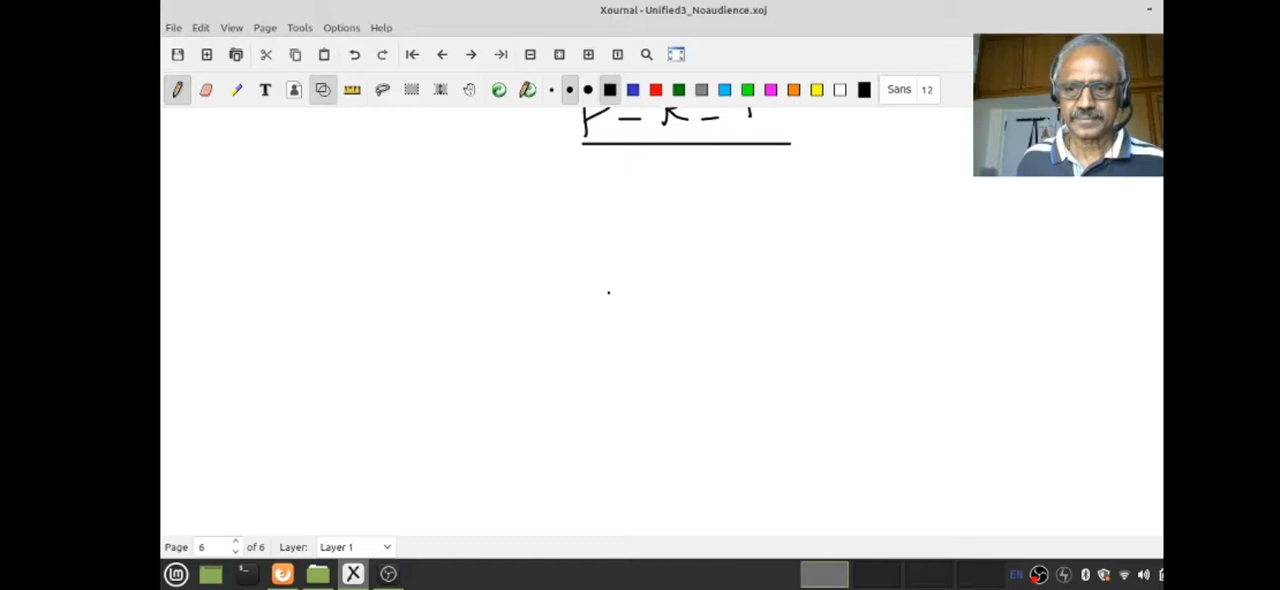 Xournal - Unified3_Noaudience.xoj
File Edit View Page Tools Options Help
Sans 12
Page 6 of 6 Layer: Layer 1
EN